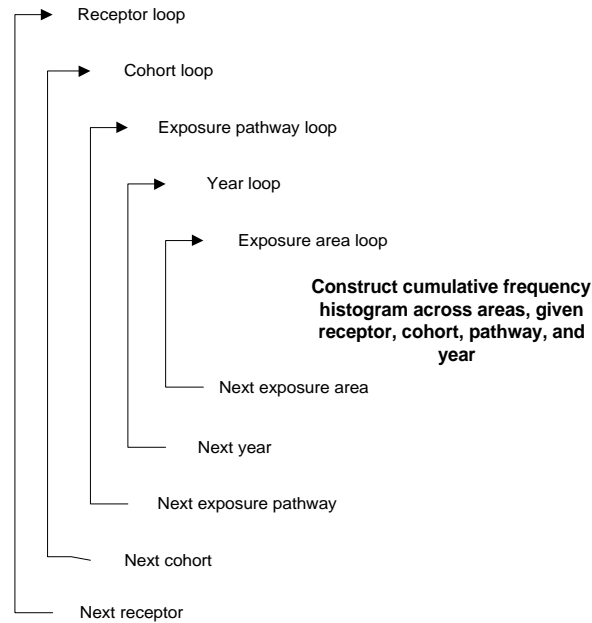 Receptor loop
Cohort loop
Exposure pathway loop
Year loop
Exposure area loop
Construct cumulative frequency
histogram across areas, given
receptor, cohort, pathway, and
year
Next exposure area
Next year
Next exposure pathway
Next cohort
Next receptor